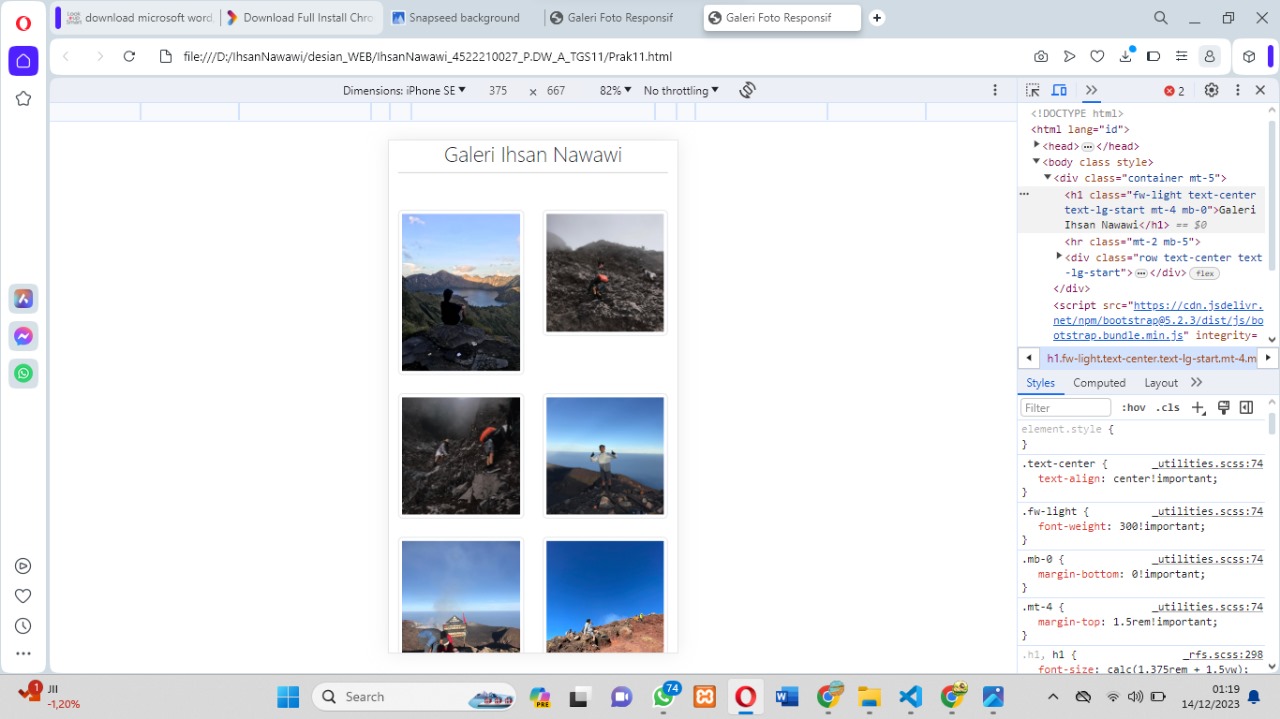 download microsoft word.
Download Full Install Chro
Snapseed background
Galeri Foto Responsif
Galeri Foto Responsif
file:///D:/IhsanNawawi/desian_WEB/IhsanNawawi_4522210027_P.DW_A_TGS11/Prak11.html
Dimensions: iPhone SE ▼ 375 x 667 82% ▼ No throttling ▼
2
<!DOCTYPE html>
<html lang="id">
<head> ⋯ </head>
<body class style>
<div class="container mt-5">
<h1 class="fw-light text-center
text-lg-start mt-4 mb-0">Galeri
Ihsan Nawawi</h1> == $0
<hr class="mt-2 mb-5">
<div class="row text-center text
-lg-start"> ⋯ </div> flex
</div>
<script src="https://cdn.jsdelivr.
net/npm/bootstrap@5.2.3/dist/js/bo
otstrap.bundle.min.js" integrity=
h1.fw-light.text-center.text-lg-start.mt-4.m
Styles Computed Layout
Filter :hov .cls
element.style {
}
.text-center { _utilities.scss:74
text-align: center!important;
}
.fw-light { _utilities.scss:74
font-weight: 300!important;
}
.mb-0 { _utilities.scss:74
margin-bottom: 0!important;
}
.mt-4 { _utilities.scss:74
margin-top: 1.5rem!important;
}
.h1, h1 { _rfs.scss:298
font-size: calc(1.375rem + 1.5vw);
Galeri Ihsan Nawawi
1
JII
Search
PRE
74
01:19
14/12/2023